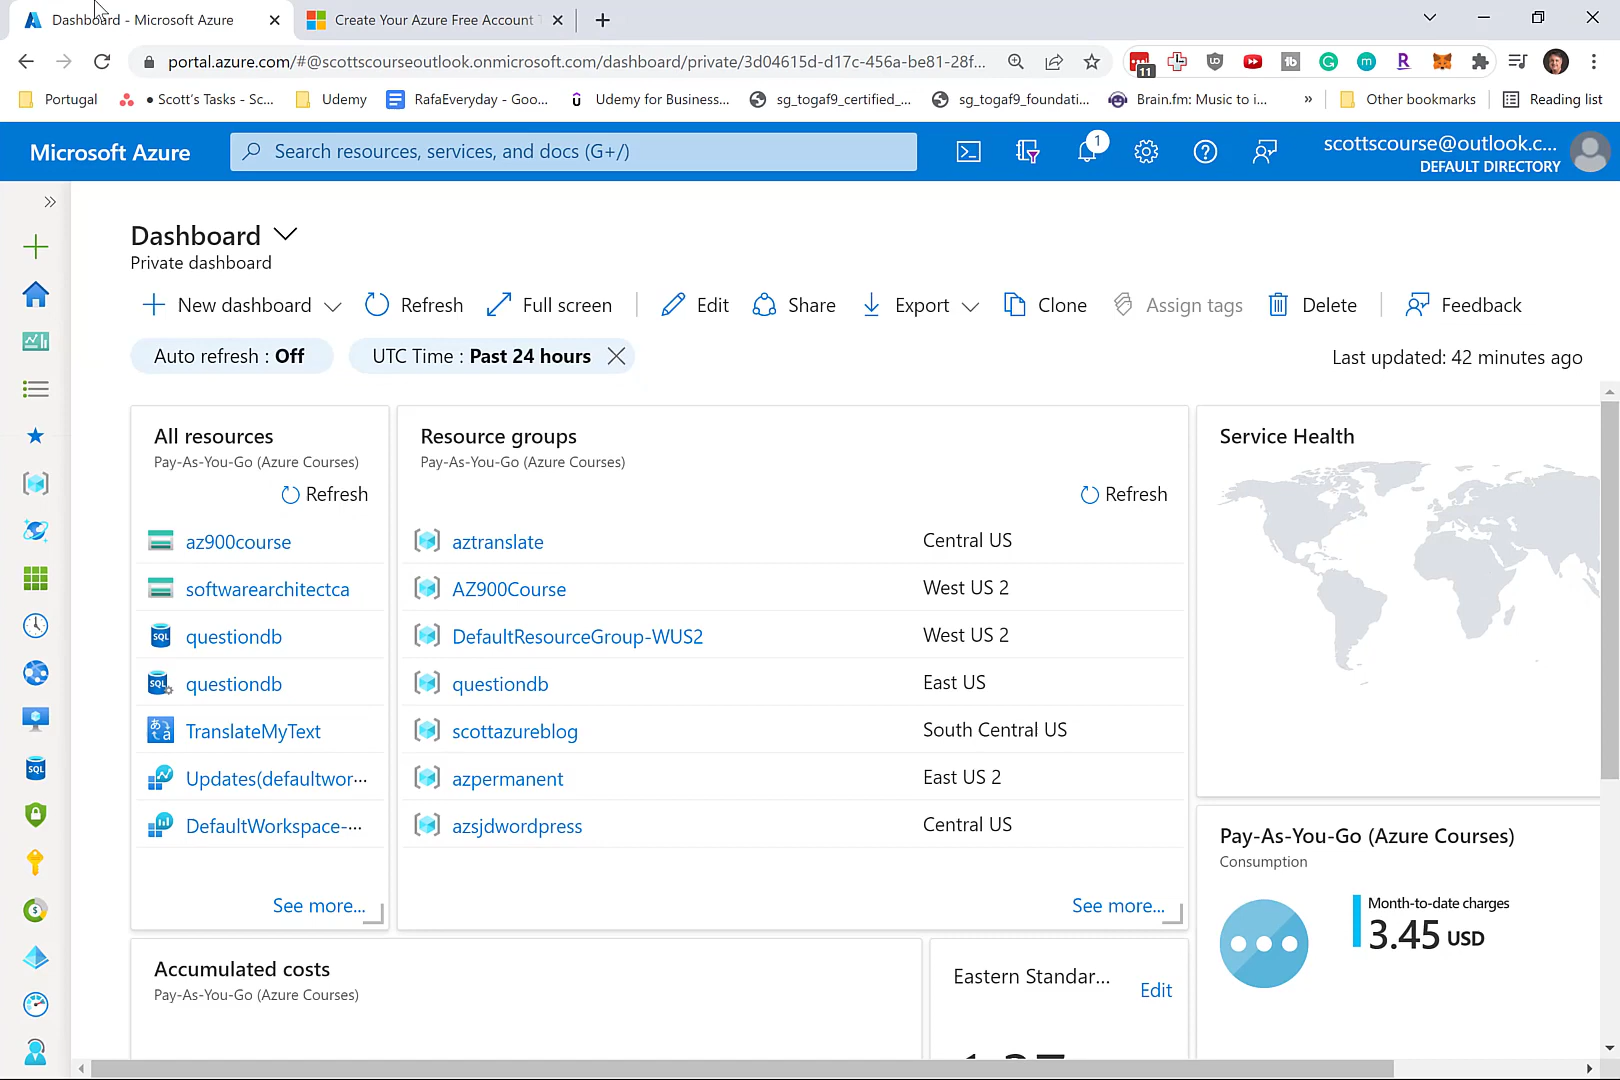 Dashboard - Microsoft Azure
Create Your Azure Free Account T
portal.azure.com/#@scottscourseoutlook.onmicrosoft.com/dashboard/private/3d04615d-d17c-456a-be81-28f...
11
Portugal
• Scott's Tasks - Sc...
Udemy
RafaEveryday - Goo...
Udemy for Business...
sg_togaf9_certified_...
sg_togaf9_foundati...
Brain.fm: Music to i...
»
Other bookmarks
Reading list
Microsoft Azure
Search resources, services, and docs (G+/)
1
scottscourse@outlook.c...
DEFAULT DIRECTORY
Dashboard
Private dashboard
New dashboard
Refresh
Full screen
Edit
Share
Export
Clone
Assign tags
Delete
Feedback
Auto refresh : Off
UTC Time : Past 24 hours
Last updated: 42 minutes ago
All resources
Pay-As-You-Go (Azure Courses)
Refresh
az900course
softwarearchitectca
questiondb
questiondb
TranslateMyText
Updates(defaultwor...
DefaultWorkspace-...
See more...
Resource groups
Pay-As-You-Go (Azure Courses)
Refresh
aztranslate Central US
AZ900Course West US 2
DefaultResourceGroup-WUS2 West US 2
questiondb East US
scottazureblog South Central US
azpermanent East US 2
azsjdwordpress Central US
See more...
Service Health
Pay-As-You-Go (Azure Courses)
Consumption
Month-to-date charges
3.45 USD
Accumulated costs
Pay-As-You-Go (Azure Courses)
Eastern Standar...
Edit